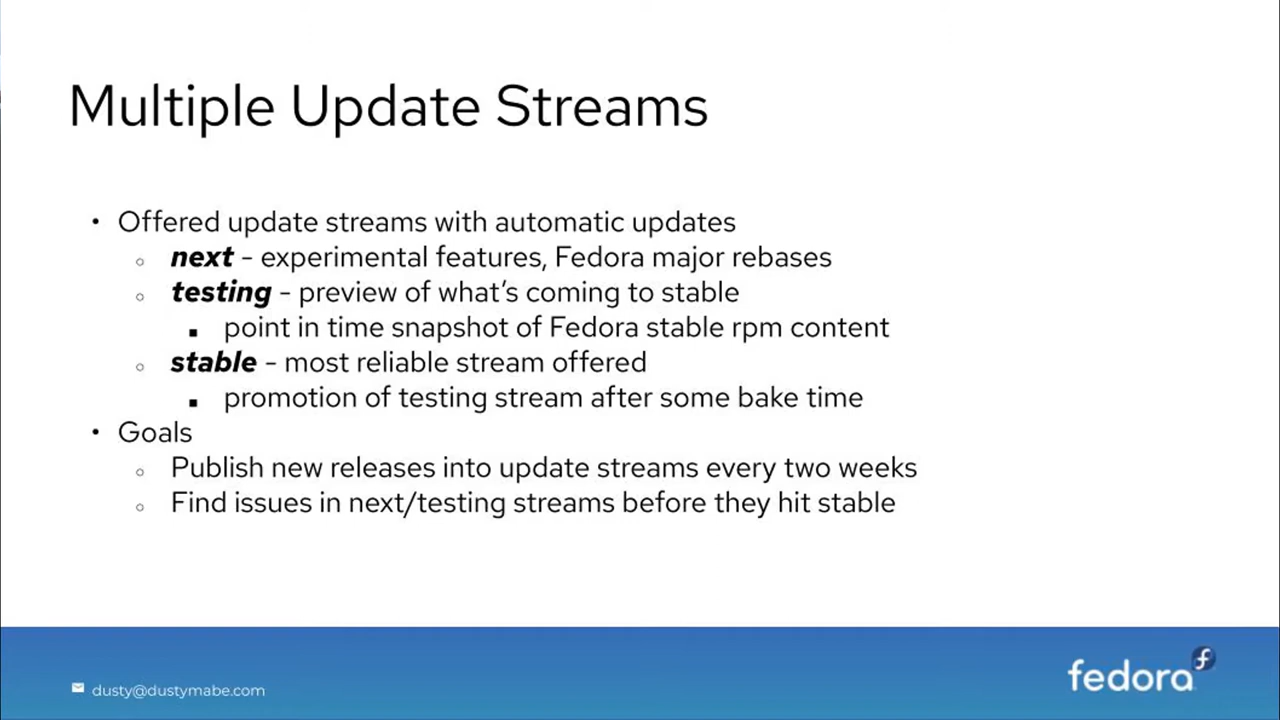 Multiple Update Streams
• Offered update streams with automatic updates
○ next - experimental features, Fedora major rebases
○ testing - preview of what's coming to stable
■ point in time snapshot of Fedora stable rpm content
○ stable - most reliable stream offered
■ promotion of testing stream after some bake time
• Goals
○ Publish new releases into update streams every two weeks
○ Find issues in next/testing streams before they hit stable
dusty@dustymabe.com
fedora